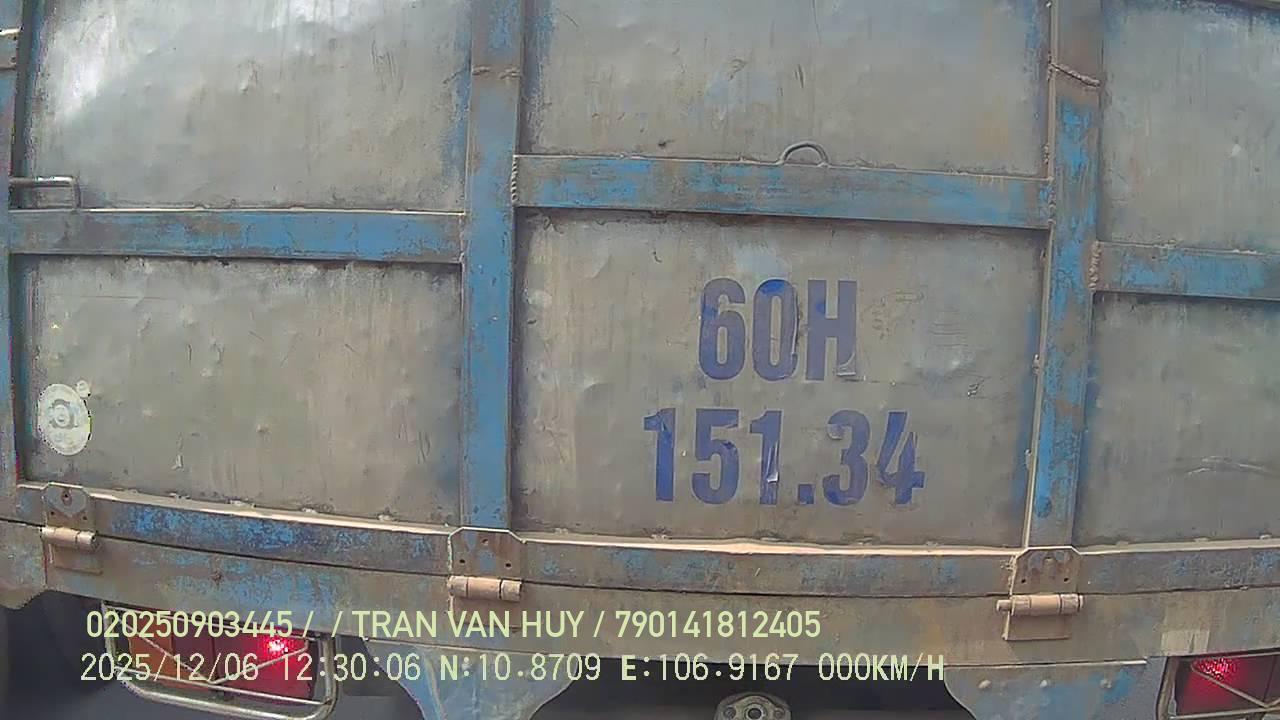 60H
151.34
020250903445 /  / TRAN VAN HUY / 790141812405
2025/12/06 12:30:06 N:10.8709 E:106.9167 000KM/H